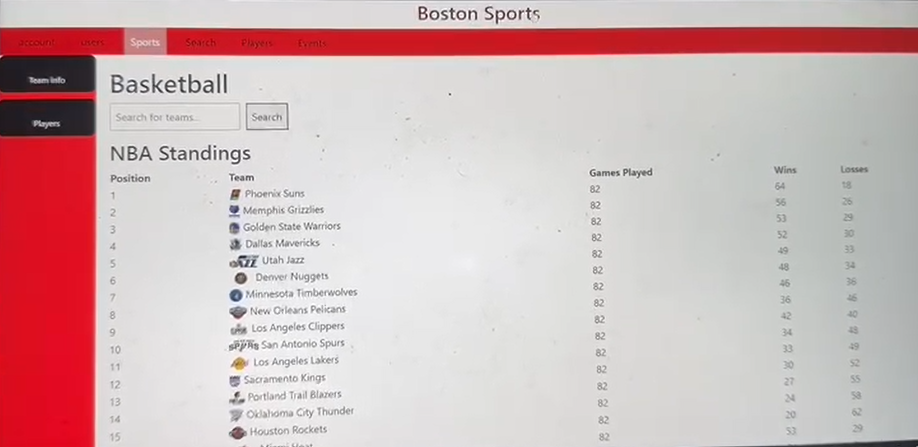 Boston Sports
account users Sports Search Players Events
Team Info
Players
Basketball
Search for teams... Search
NBA Standings
Position Team Games Played Wins Losses
1 Phoenix Suns 82 64 18
2 Memphis Grizzlies 82 56 26
3 Golden State Warriors 82 53 29
4 Dallas Mavericks 82 52 30
5 Utah Jazz 82 49 33
6 Denver Nuggets 82 48 34
7 Minnesota Timberwolves 82 46 36
8 New Orleans Pelicans 82 36 46
9 Los Angeles Clippers 82 42 40
10 San Antonio Spurs 82 34 48
11 Los Angeles Lakers 82 33 49
12 Sacramento Kings 82 30 52
13 Portland Trail Blazers 82 27 55
14 Oklahoma City Thunder 82 24 58
15 Houston Rockets 82 20 62
82 53 29